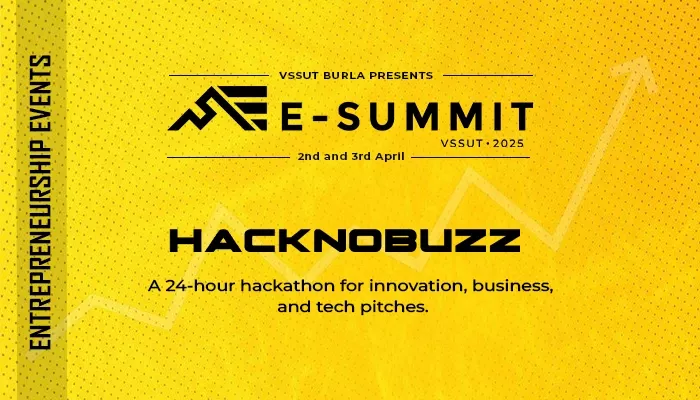 ENTREPRENEURSHIP EVENTS
VSSUT BURLA PRESENTS
E-SUMMIT
VSSUT•2025
2nd and 3rd April
HACKNOBUZZ
A 24-hour hackathon for innovation, business,
and tech pitches.